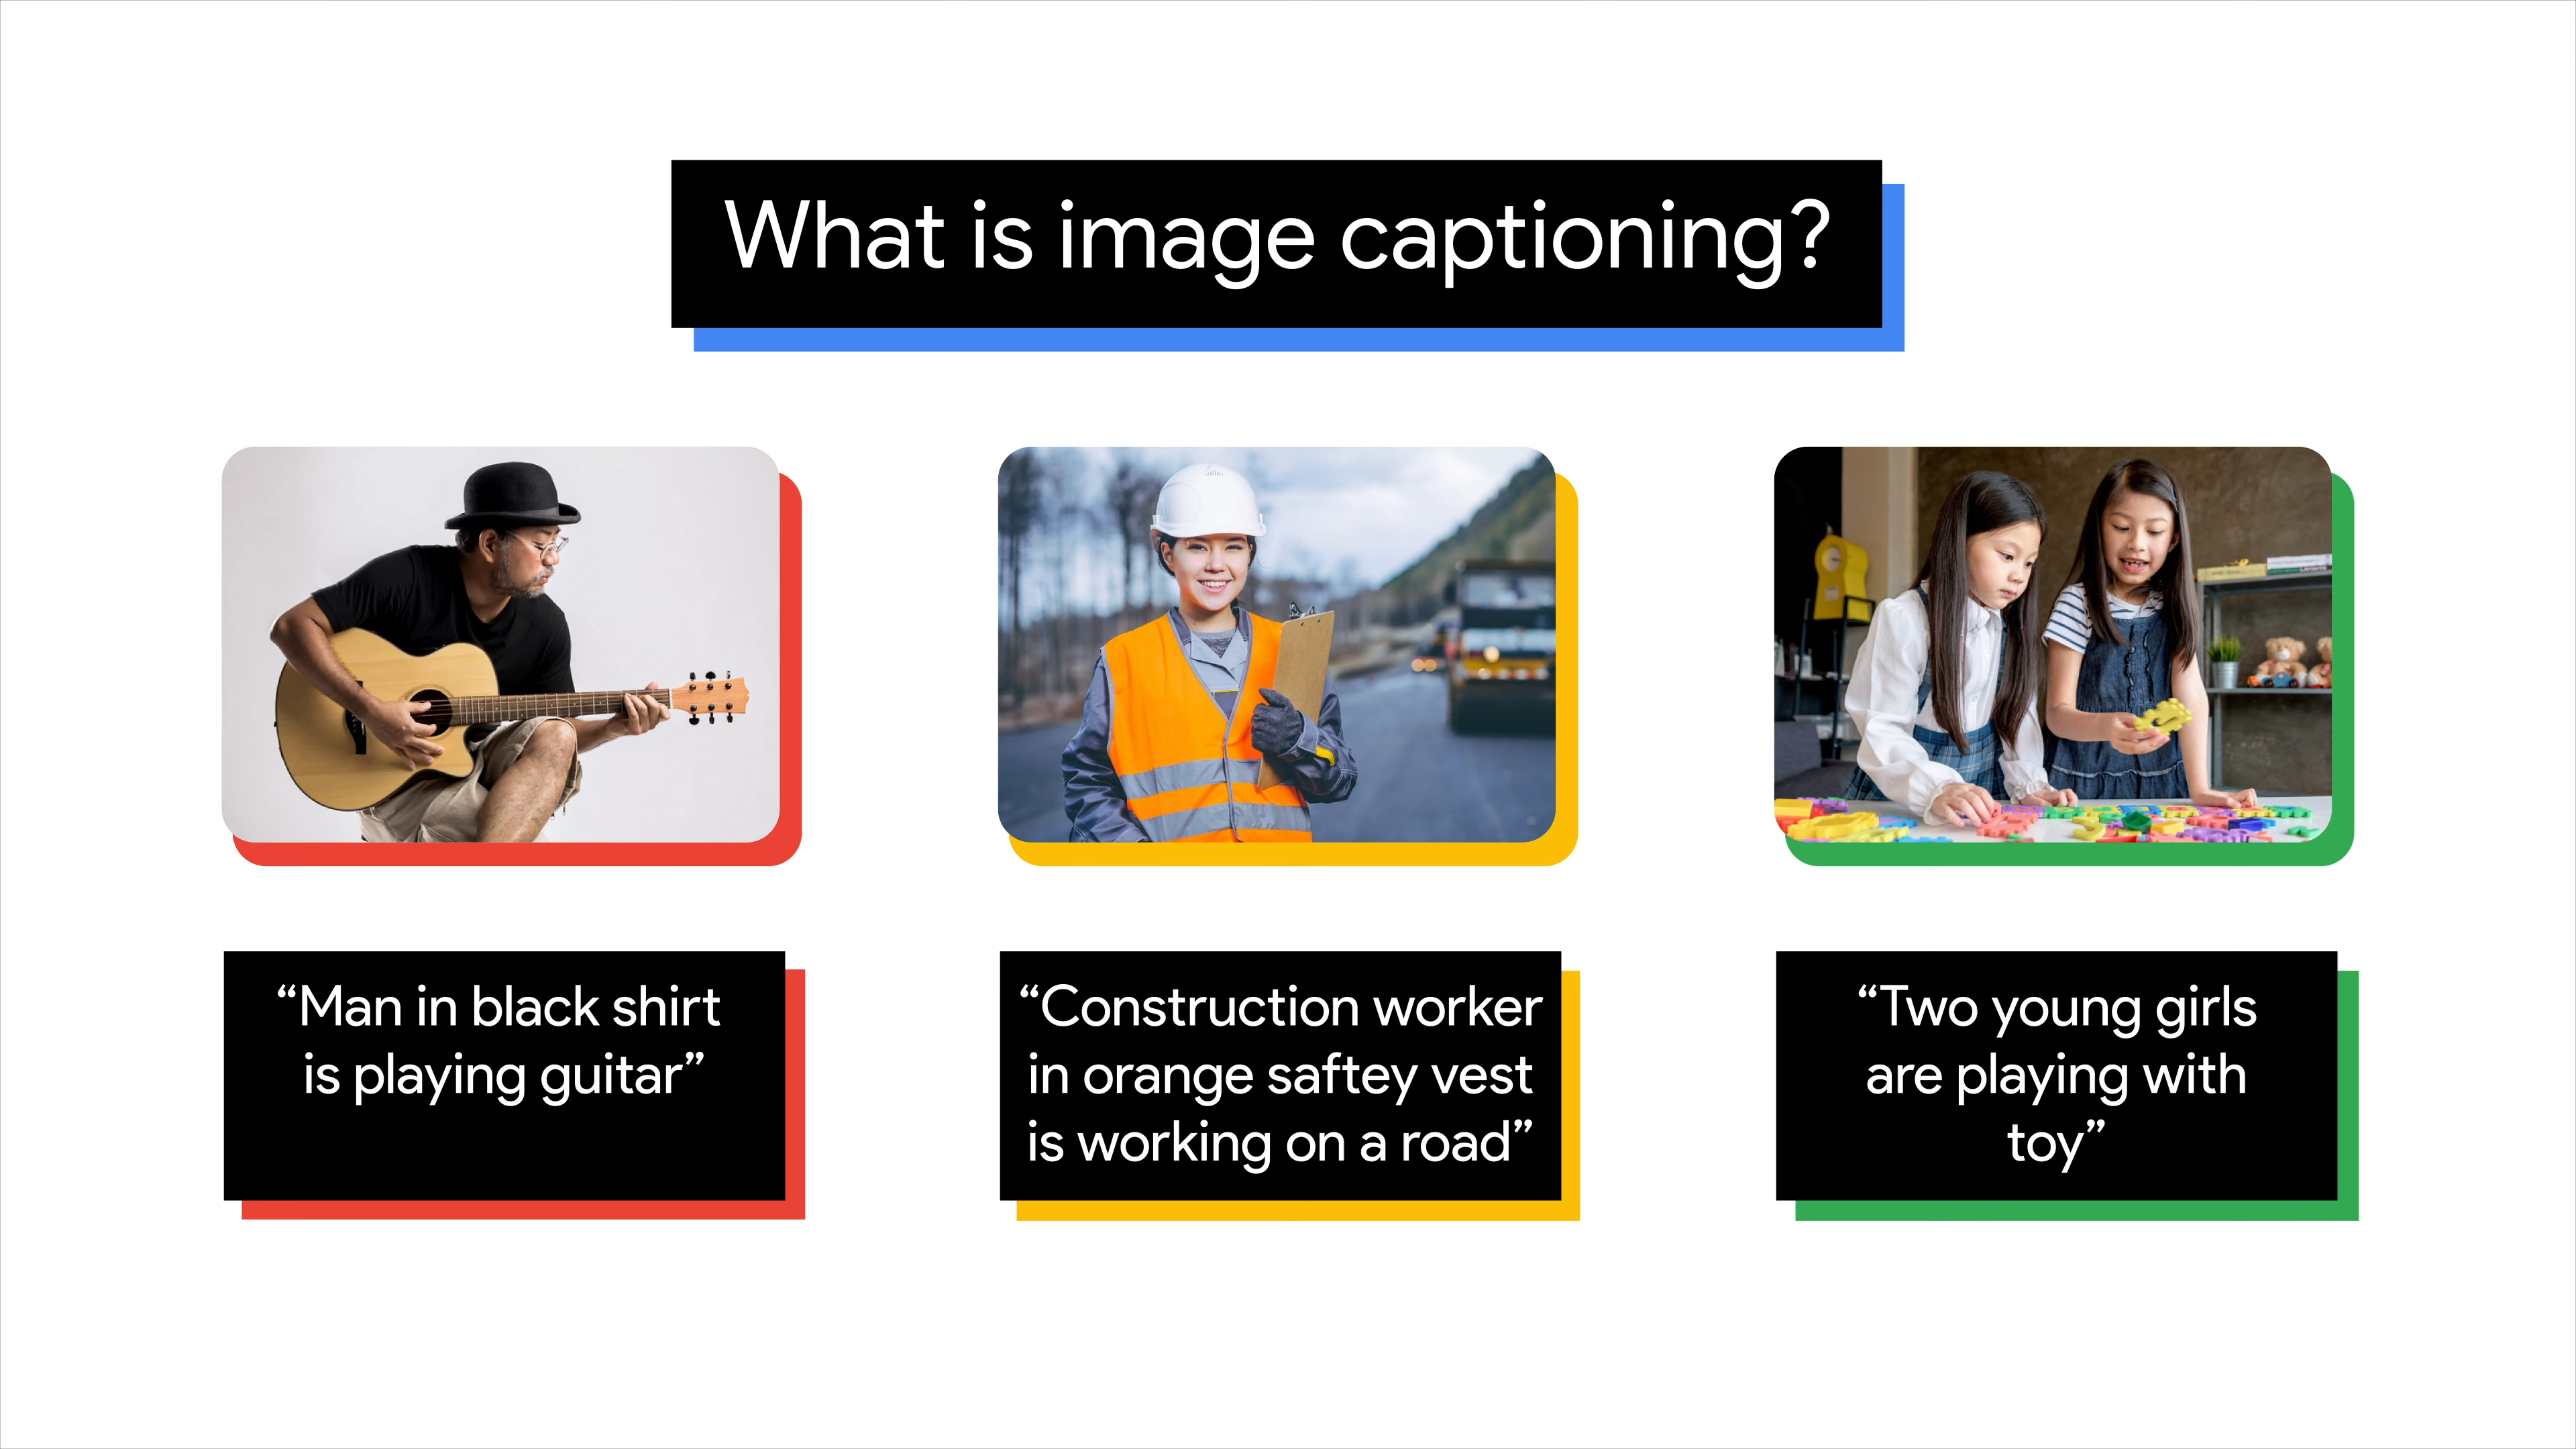 What is image captioning?
“Man in black shirt
is playing guitar”
“Construction worker
in orange saftey vest
is working on a road”
“Two young girls
are playing with
toy”